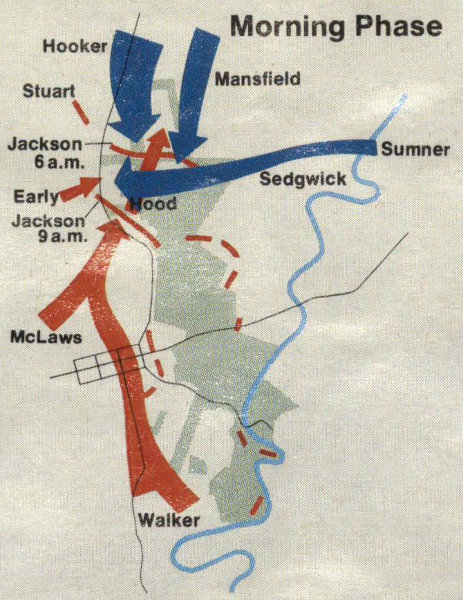 Morning Phase
Hooker
Mansfield
Stuart
Jackson
6 a.m.
Sumner
Sedgwick
Early
Hood
Jackson
9 a.m.
McLaws
Walker